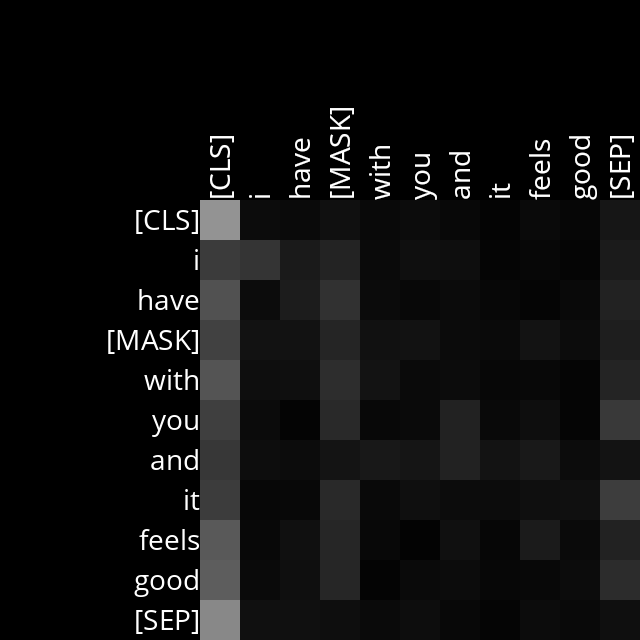 [CLS] i have [MASK] with you and it feels good [SEP]
[CLS]
i
have
[MASK]
with
you
and
it
feels
good
[SEP]